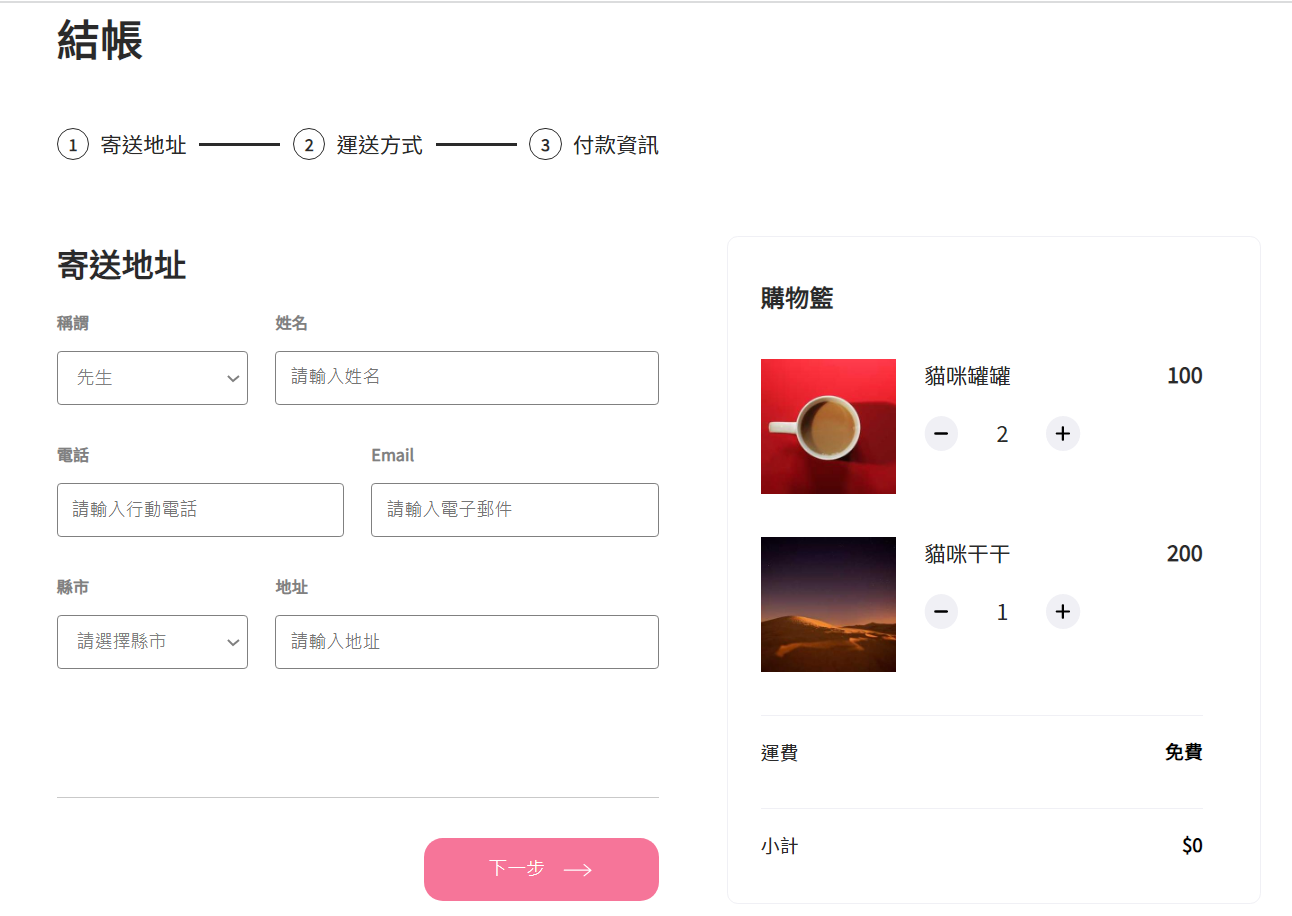 結帳
1 寄送地址 2 運送方式 3 付款資訊
寄送地址
稱謂 姓名
先生 請輸入姓名
電話 Email
請輸入行動電話 請輸入電子郵件
縣市 地址
請選擇縣市 請輸入地址
下一步
購物籃
貓咪罐罐 100
2
貓咪干干 200
1
運費 免費
小計 $0